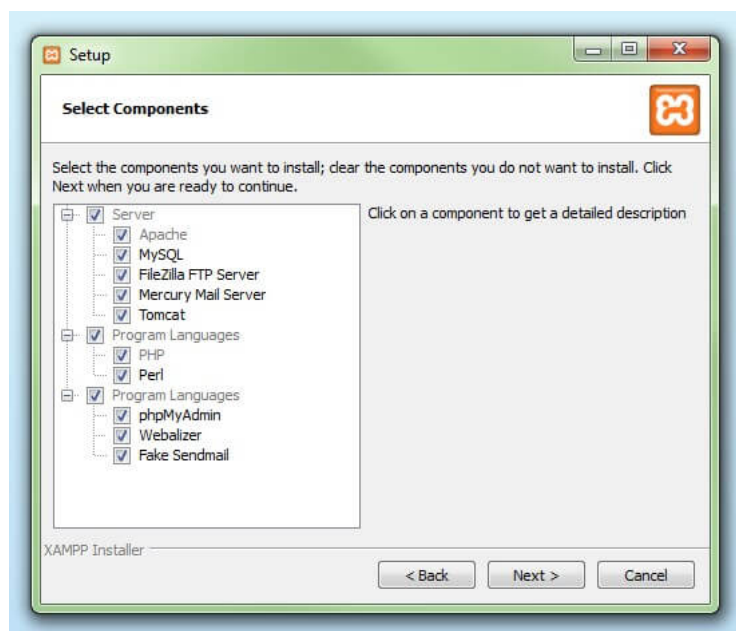 Setup
Select Components
Select the components you want to install; clear the components you do not want to install. Click
Next when you are ready to continue.
Server
Apache
MySQL
FileZilla FTP Server
Mercury Mail Server
Tomcat
Program Languages
PHP
Perl
Program Languages
phpMyAdmin
Webalizer
Fake Sendmail
Click on a component to get a detailed description
XAMPP Installer
< Back
Next >
Cancel